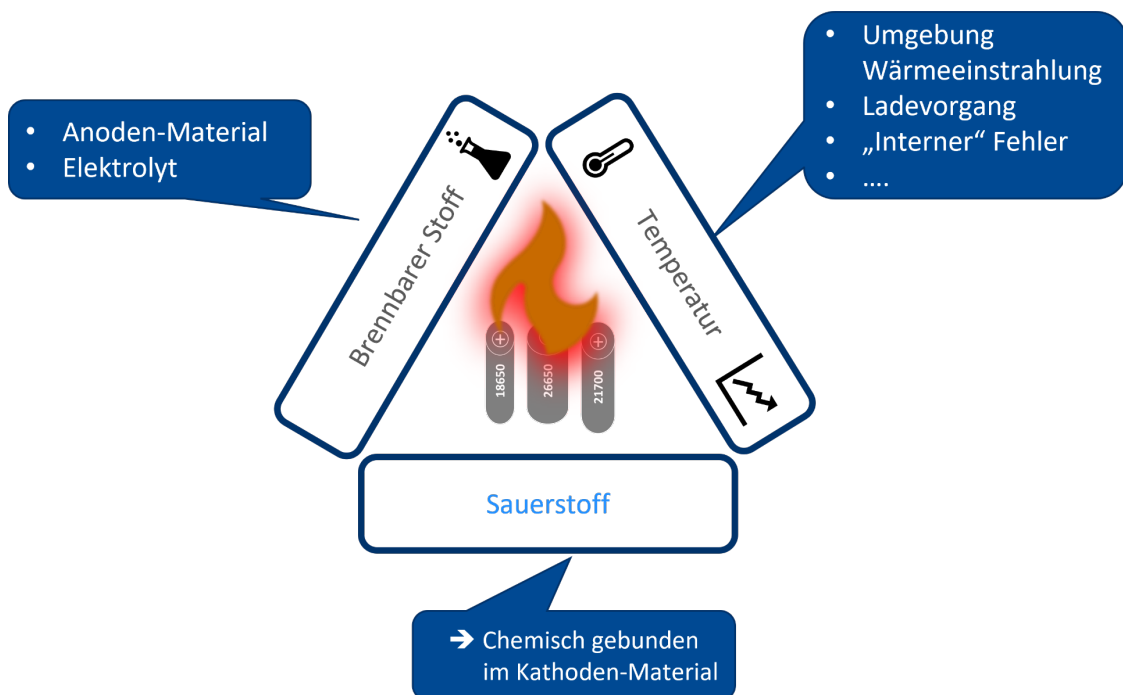 • Umgebung
Wärmeeinstrahlung
• Ladevorgang
• „Interner“ Fehler
• ....
• Anoden-Material
• Elektrolyt
Brennbarer Stoff
Temperatur
18650
26650
21700
Sauerstoff
➔ Chemisch gebunden
im Kathoden-Material